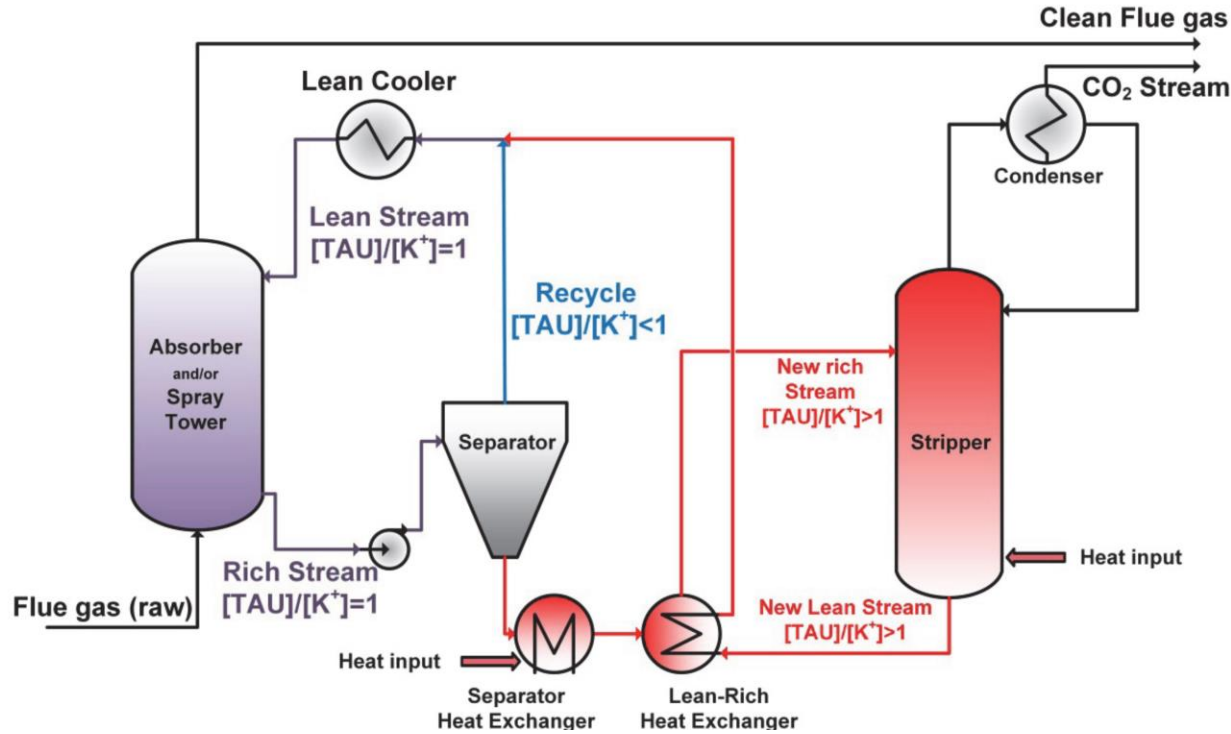 Clean Flue gas
CO₂ Stream
Lean Cooler
Condenser
Lean Stream
[TAU]/[K⁺]=1
Recycle
[TAU]/[K⁺]<1
Absorber
and/or
Spray
Tower
Separator
New rich
Stream
[TAU]/[K⁺]>1
Stripper
Rich Stream
[TAU]/[K⁺]=1
Flue gas (raw)
Heat input
New Lean Stream
[TAU]/[K⁺]>1
Heat input
Separator
Heat Exchanger
Lean-Rich
Heat Exchanger